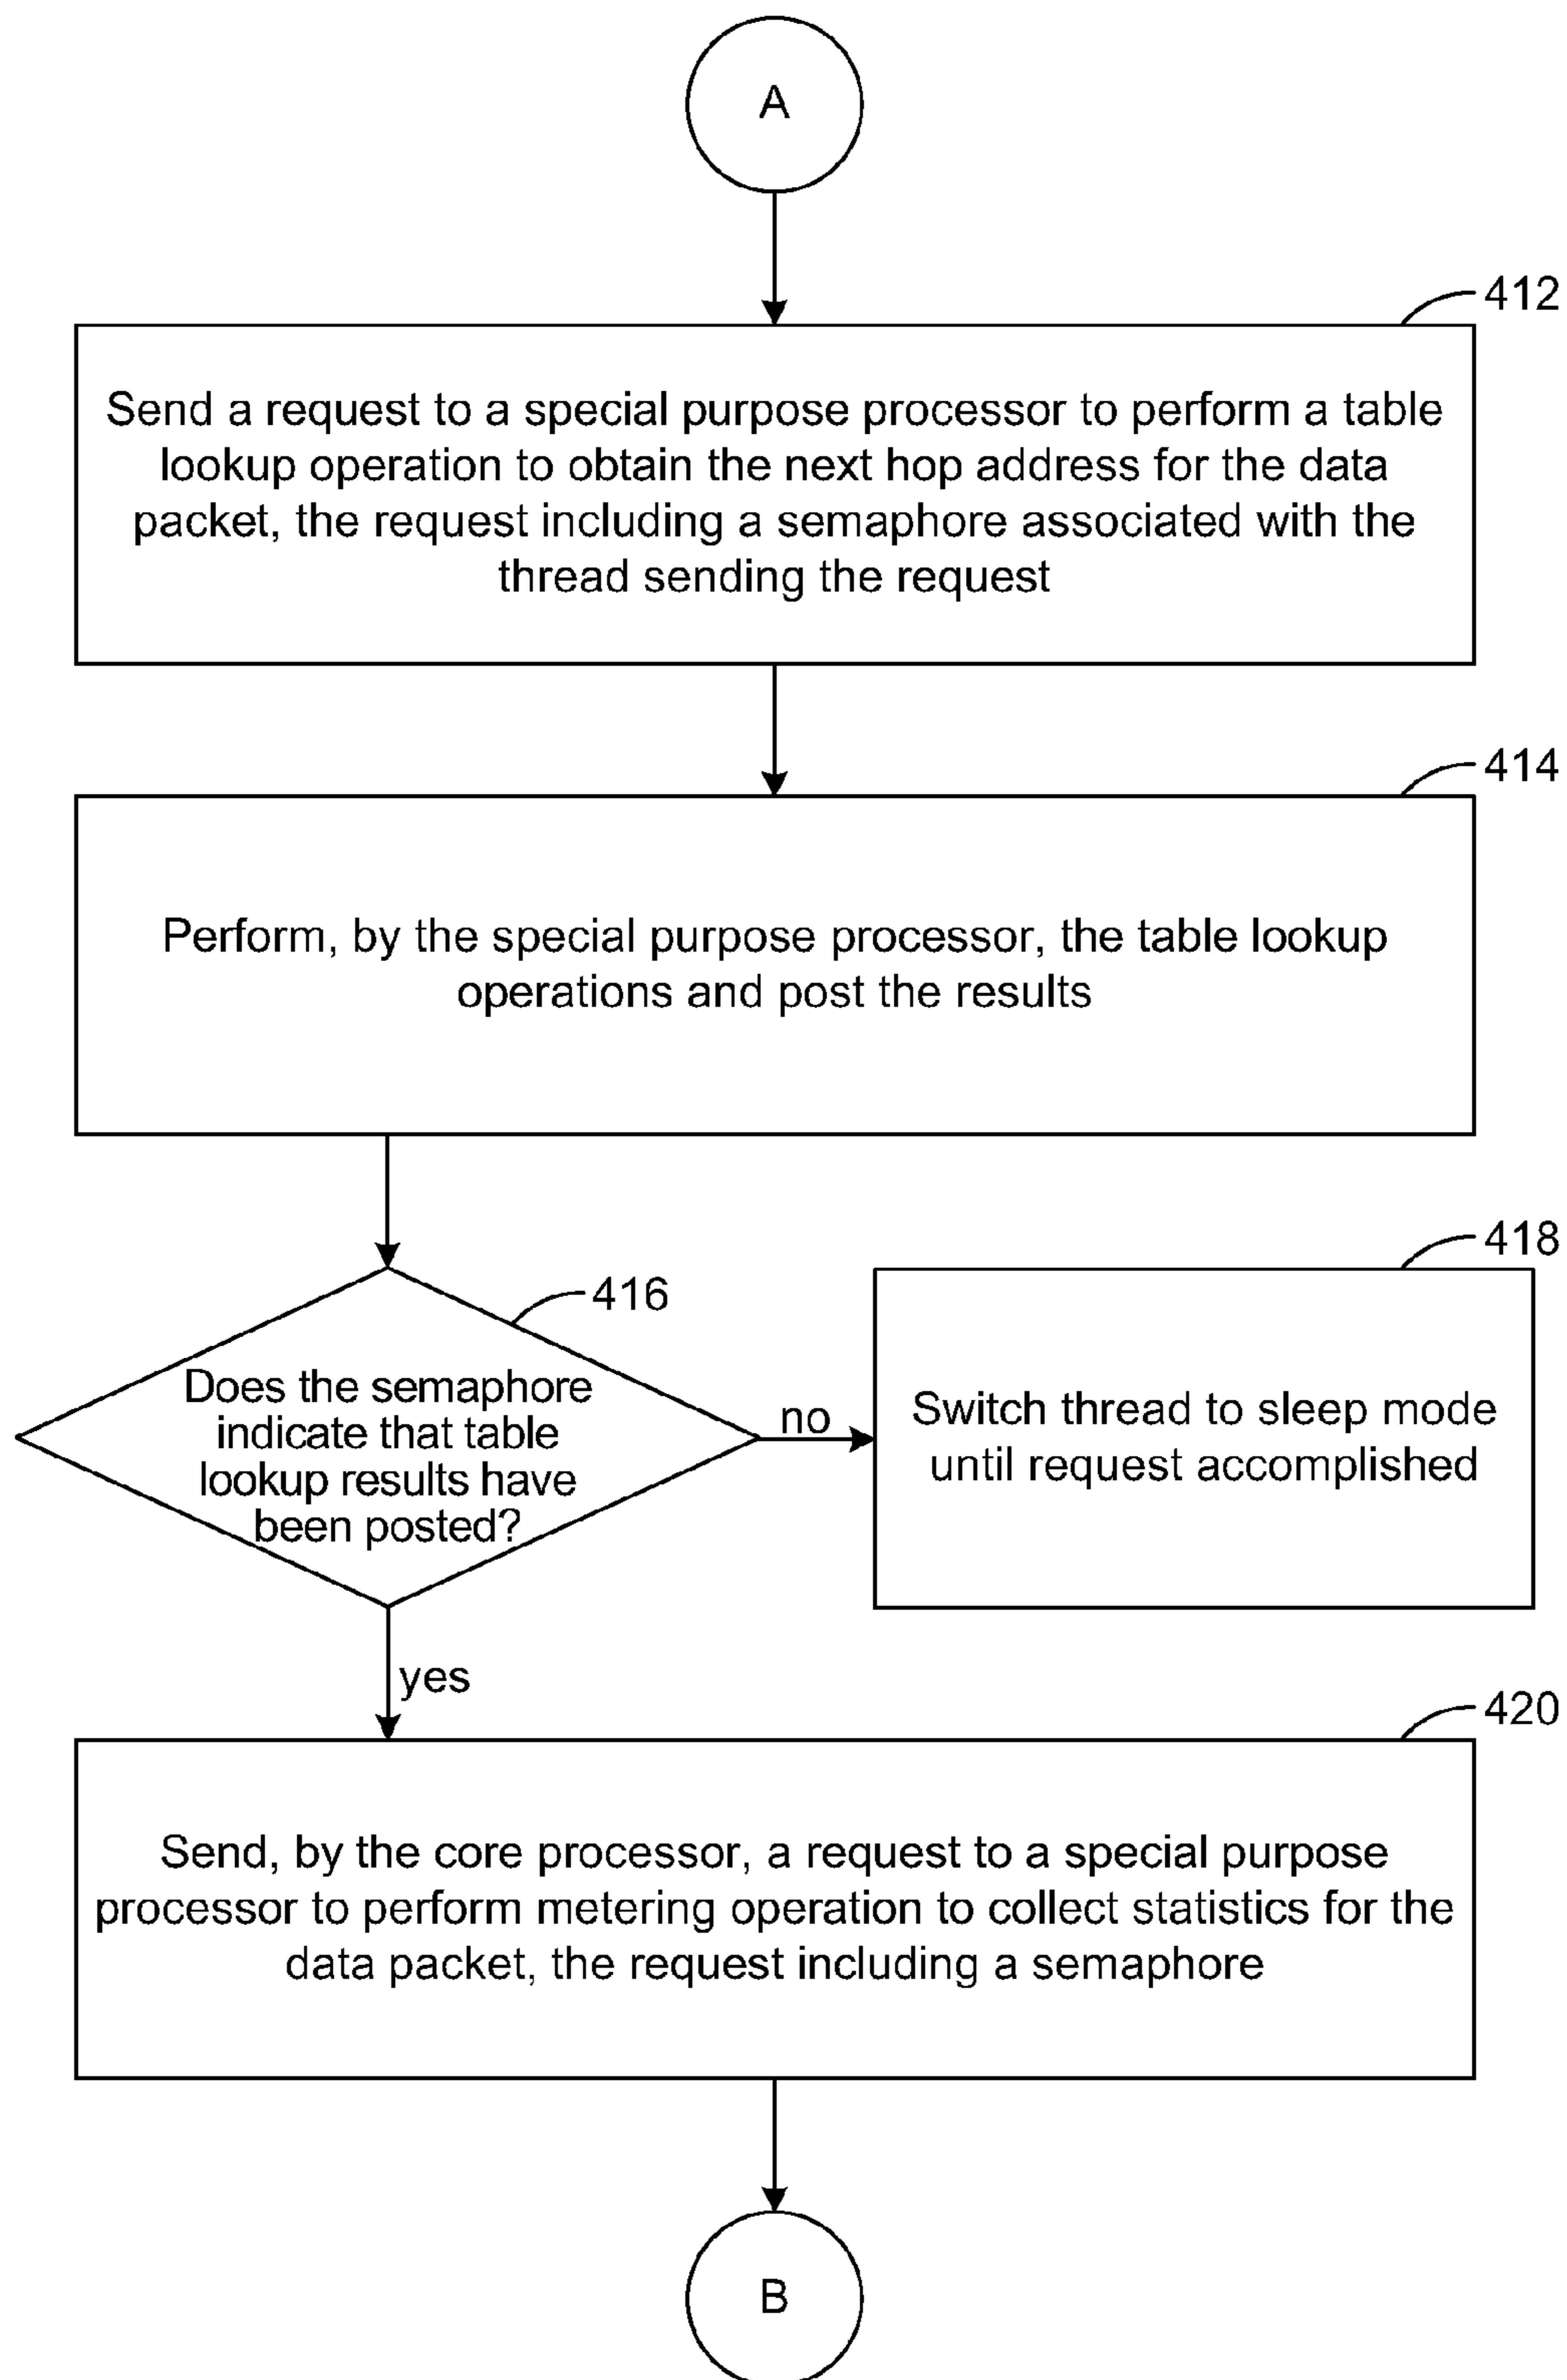 A
412
Send a request to a special purpose processor to perform a table
lookup operation to obtain the next hop address for the data
packet, the request including a semaphore associated with the
thread sending the request
414
Perform, by the special purpose processor, the table lookup
operations and post the results
416
Does the semaphore
indicate that table
lookup results have
been posted?
no
418
Switch thread to sleep mode
until request accomplished
yes
420
Send, by the core processor, a request to a special purpose
processor to perform metering operation to collect statistics for the
data packet, the request including a semaphore
B